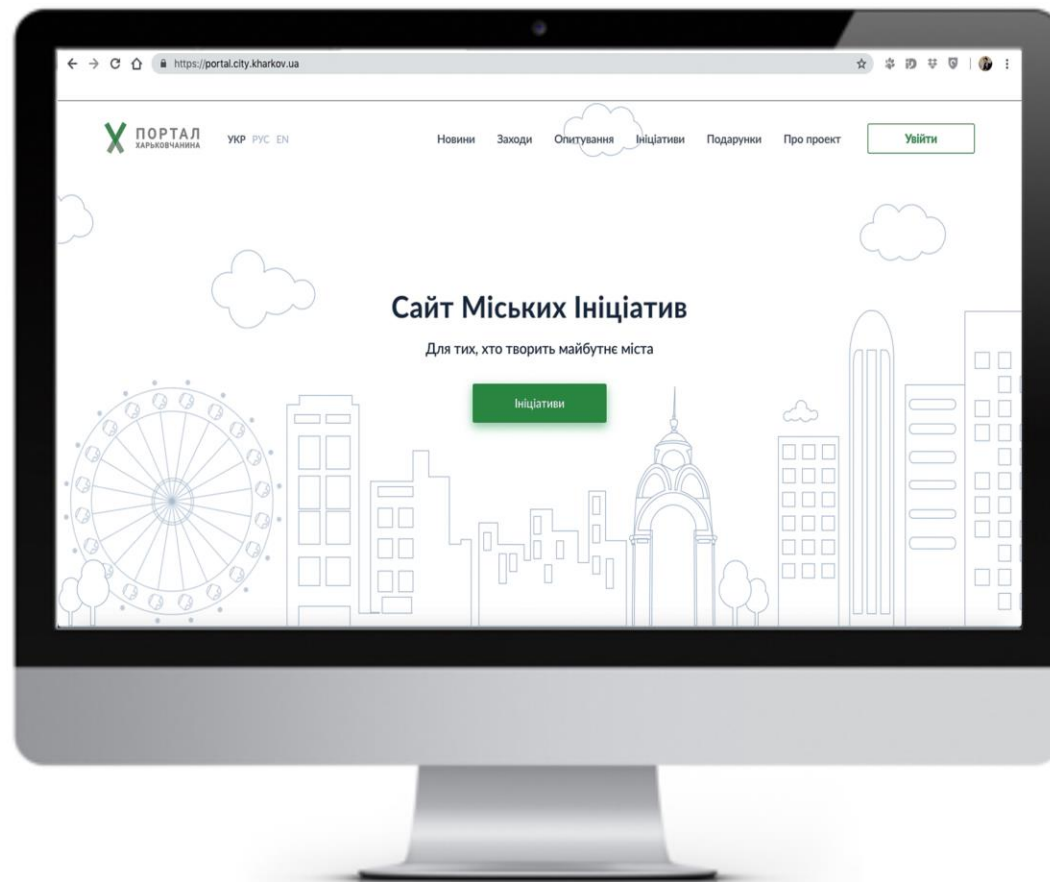 https://portal.city.kharkov.ua
ПОРТАЛ
ХАРЬКОВЧАНИНА
УКР РУС EN
Новини Заходи Опитування Ініціативи Подарунки Про проект Увійти
Сайт Міських Ініціатив
Для тих, хто творить майбутнє міста
Ініціативи